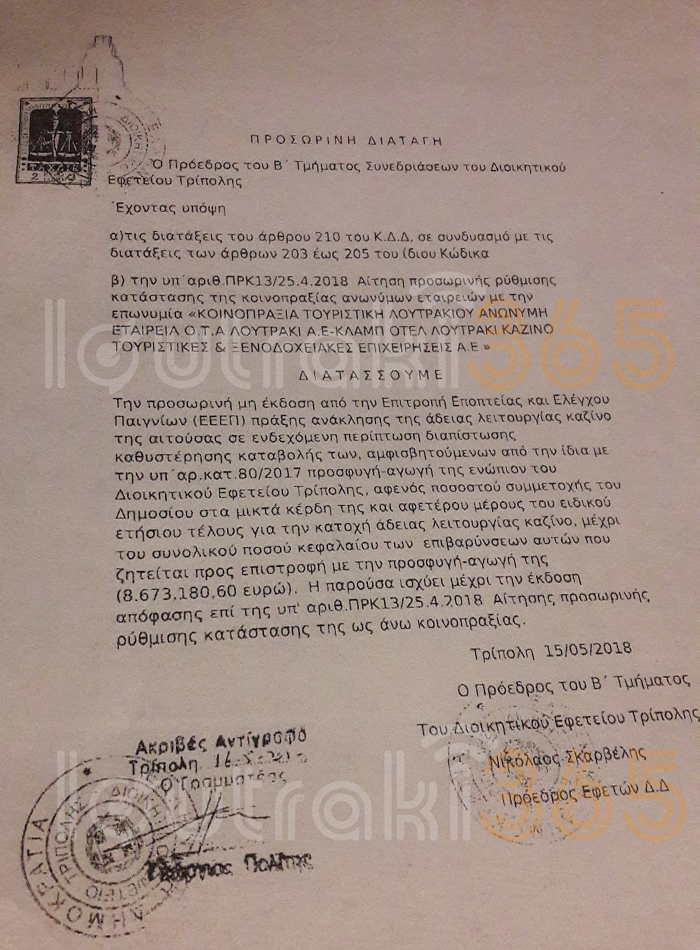 ΠΡΟΣΩΡΙΝΗ ΔΙΑΤΑΓΗ
Ο Πρόεδρος του Β΄ Τμήματος Συνεδριάσεων του Διοικητικού
Εφετείου Τρίπολης
Έχοντας υπόψη
α)τις διατάξεις του άρθρου 210 του Κ.Δ.Δ, σε συνδυασμό με τις
διατάξεις των άρθρων 203 έως 205 του ίδιου Κώδικα
β) την υπ΄αριθ.ΠΡΚ13/25.4.2018 Αίτηση προσωρινής ρύθμισης
κατάστασης της κοινοπραξίας ανωνύμων εταιρειών με την
επωνυμία «ΚΟΙΝΟΠΡΑΞΙΑ ΤΟΥΡΙΣΤΙΚΗ ΛΟΥΤΡΑΚΙΟΥ ΑΝΩΝΥΜΗ
ΕΤΑΙΡΕΙΑ Ο.Τ.Α ΛΟΥΤΡΑΚΙ Α.Ε-ΚΛΑΜΠ ΟΤΕΛ ΛΟΥΤΡΑΚΙ ΚΑΖΙΝΟ
ΤΟΥΡΙΣΤΙΚΕΣ & ΞΕΝΟΔΟΧΕΙΑΚΕΣ ΕΠΙΧΕΙΡΗΣΕΙΣ Α.Ε »
loutraki365
ΔΙΑΤΑΣΣΟΥΜΕ
Την προσωρινή μη έκδοση από την Επιτροπή Εποπτείας και Ελέγχου
Παιγνίων (ΕΕΕΠ) πράξης ανάκλησης της άδειας λειτουργίας καζίνο
της αιτούσας σε ενδεχόμενη περίπτωση διαπίστωσης
καθυστέρησης καταβολής των, αμφισβητούμενων από την ίδια με
την υπ΄αρ.κατ.80/2017 προσφυγή-αγωγή της ενώπιον του
Διοικητικού Εφετείου Τρίπολης, αφενός ποσοστού συμμετοχής του
Δημοσίου στα μικτά κέρδη της και αφετέρου μέρους του ειδικού
ετήσιου τέλους για την κατοχή άδειας λειτουργίας καζίνο, μέχρι
του συνολικού ποσού κεφαλαίου των επιβαρύνσεων αυτών που
ζητείται προς επιστροφή με την προσφυγή-αγωγή της
(8.673.180,60 ευρώ). Η παρούσα ισχύει μέχρι την έκδοση
απόφασης επί της υπ' αριθ.ΠΡΚ13/25.4.2018 Αίτησης προσωρινής
ρύθμισης κατάστασης της ως άνω κοινοπραξίας.
Τρίπολη 15/05/2018
Ο Πρόεδρος του Β΄ Τμήματος
Του Διοικητικού Εφετείου Τρίπολης
Νικόλαος Σκαρβέλης
Πρόεδρος Εφετών Δ.Δ
Ακριβές Αντίγραφο
Τρίπολη
Ο Γραμματέας
Γεώργιος Πολίτης
ΔΗΜΟΚΡΑΤΙΑ
ΕΦΕΤΕΙΟ ΤΡΙΠΟΛΗΣ
loutraki365